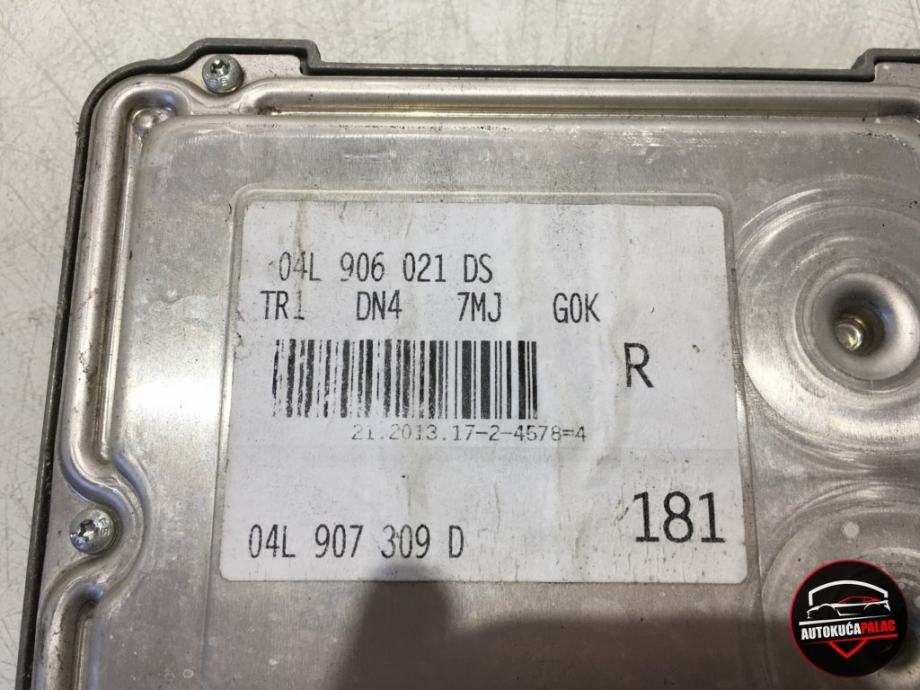 04L 906 021 DS
TR1 DN4 7MJ G0K
R
21.2013.17-2-4578=4
181
04L 907 309 D
AUTOKUĆAPALAC